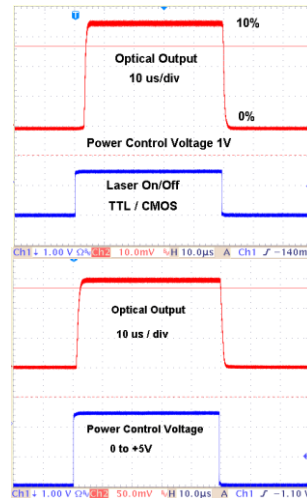 T
10%
Optical Output
10 us/div
0%
Power Control Voltage 1V
Laser On/Off
TTL / CMOS
Ch1↓ 1.00 V Ω Ch2 10.0mV H 10.0µs A Ch1 ∫ -140m
T
Optical Output
10 us / div
Power Control Voltage
0 to +5V
Ch1↓ 1.00 V Ω Ch2 50.0mV H 10.0µs A Ch1 ∫ -1.10